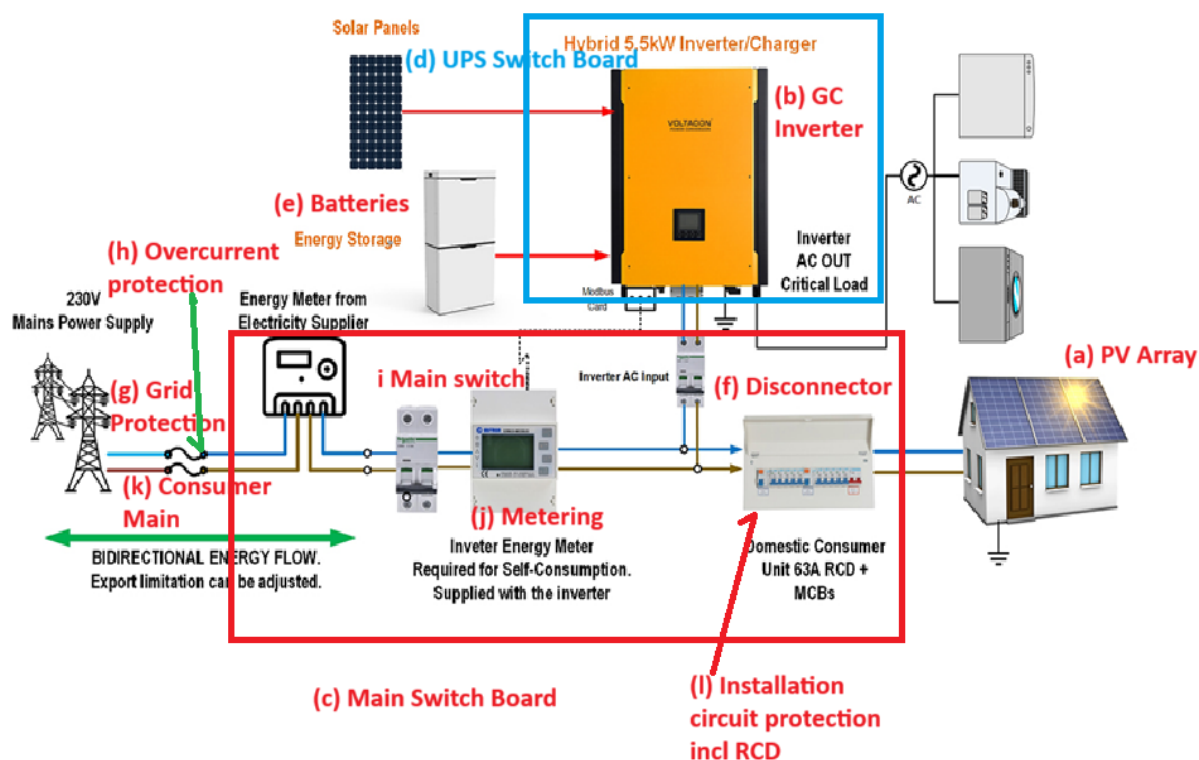 Solar Panels
Hybrid 5.5kW Inverter/Charger
(d) UPS Switch Board
(b) GC
Inverter
VOLTACON
(e) Batteries
Energy Storage
(h) Overcurrent
protection
AC
Inverter
AC OUT
Critical Load
Modbus
Card
230V
Mains Power Supply
Energy Meter from
Electricity Supplier
(a) PV Array
i Main switch
Inverter AC Input
(f) Disconnector
(g) Grid
Protection
(k) Consumer
Main
(j) Metering
BIDIRECTIONAL ENERGY FLOW.
Export limitation can be adjusted.
Inveter Energy Meter
Required for Self-Consumption.
Supplied with the inverter
Domestic Consumer
Unit 63A RCD +
MCBs
(c) Main Switch Board
(l) Installation
circuit protection
incl RCD